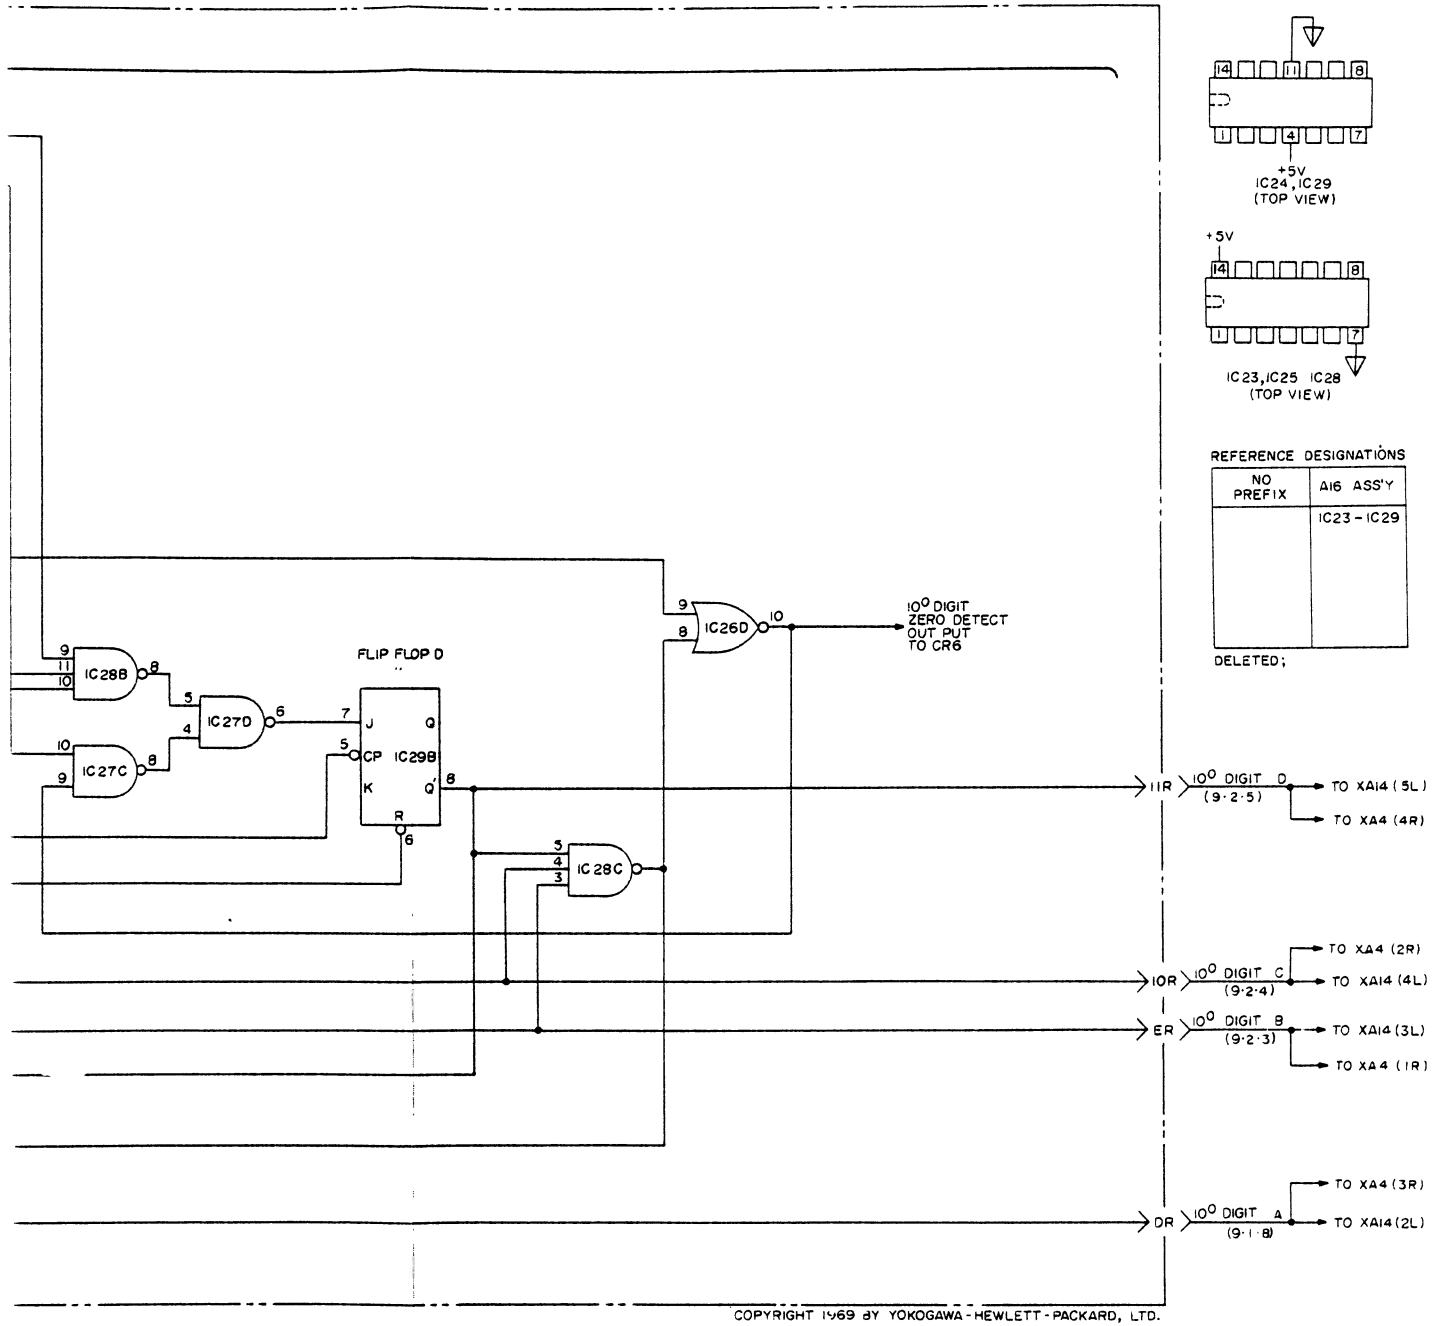 14 11 8
1 4 7
+5V
IC24, IC29
(TOP VIEW)
+5V
14 8
1 7
IC23, IC25 IC28
(TOP VIEW)
REFERENCE DESIGNATIONS
NO PREFIX
A16 ASS'Y
IC23-IC29
DELETED;
9
8
IC26D
10
10⁰ DIGIT
ZERO DETECT
OUT PUT
TO CR6
9
11
10
IC28B
8
5
4
IC27D
6
10
9
IC27C
8
FLIP FLOP D
7 J Q
5 CP IC29B
K Q' 8
R
6
5
4
3
IC28C
11R
10⁰ DIGIT D
(9·2·5)
TO XA14 (5L)
TO XA4 (4R)
TO XA4 (2R)
10R
10⁰ DIGIT C
(9·2·4)
TO XA14 (4L)
ER
10⁰ DIGIT B
(9·2·3)
TO XA14 (3L)
TO XA4 (1R)
TO XA4 (3R)
DR
10⁰ DIGIT A
(9·1·8)
TO XA14 (2L)
COPYRIGHT 1969 BY YOKOGAWA-HEWLETT-PACKARD, LTD.